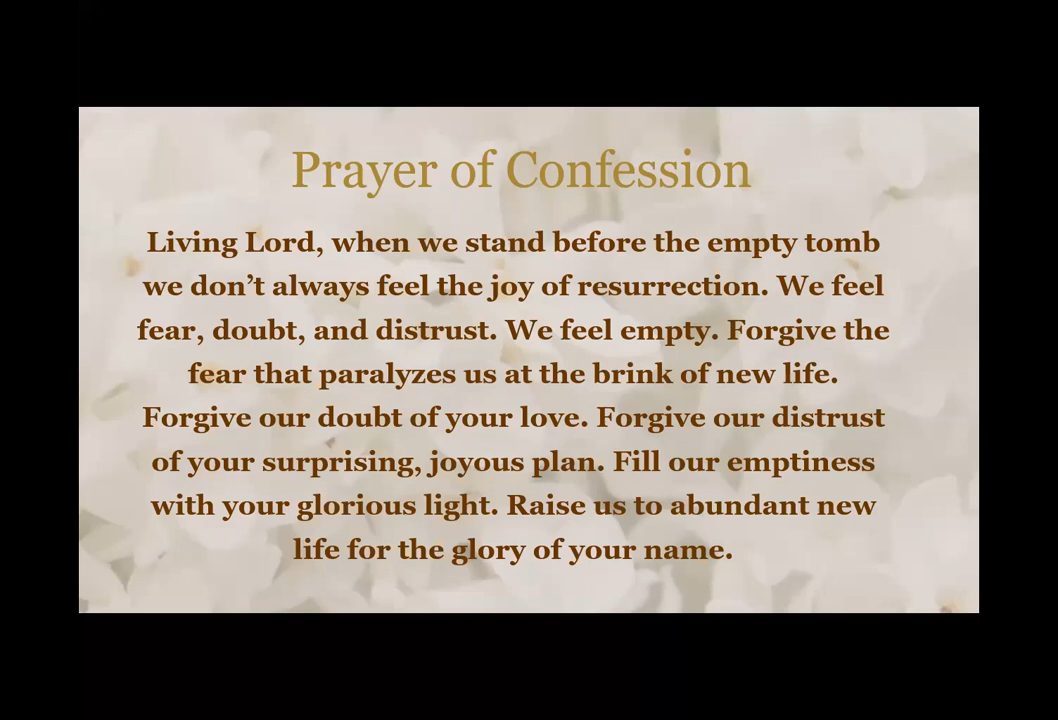 Prayer of Confession
Living Lord, when we stand before the empty tomb
we don’t always feel the joy of resurrection. We feel
fear, doubt, and distrust. We feel empty. Forgive the
fear that paralyzes us at the brink of new life.
Forgive our doubt of your love. Forgive our distrust
of your surprising, joyous plan. Fill our emptiness
with your glorious light. Raise us to abundant new
life for the glory of your name.